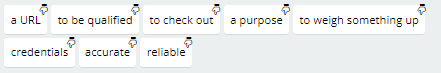 a URL to be qualified to check out a purpose to weigh something up
credentials accurate reliable